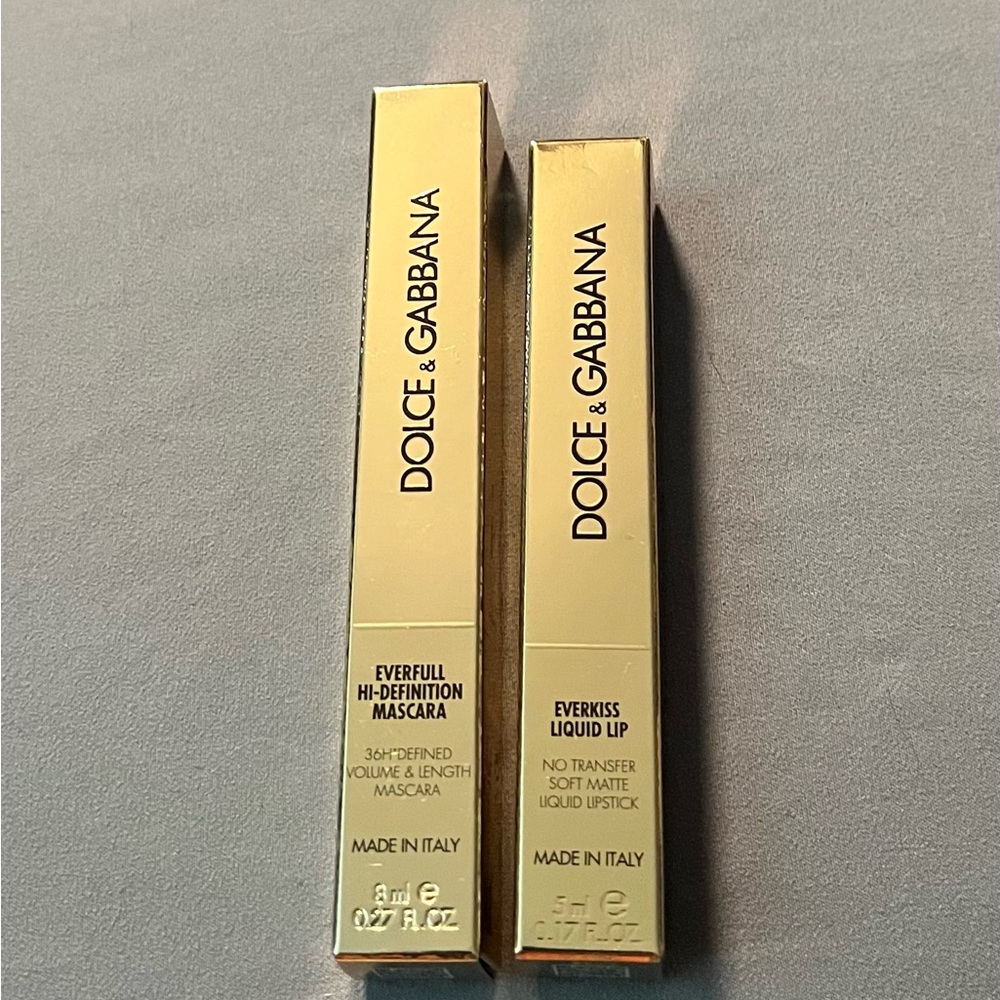 DOLCE & GABBANA
EVERFULL
HI-DEFINITION
MASCARA
36H*DEFINED
VOLUME & LENGTH
MASCARA
MADE IN ITALY
8 ml e
0.27 FL.OZ
DOLCE & GABBANA
EVERKISS
LIQUID LIP
NO TRANSFER
SOFT MATTE
LIQUID LIPSTICK
MADE IN ITALY
5 ml e
0.17 FL.OZ